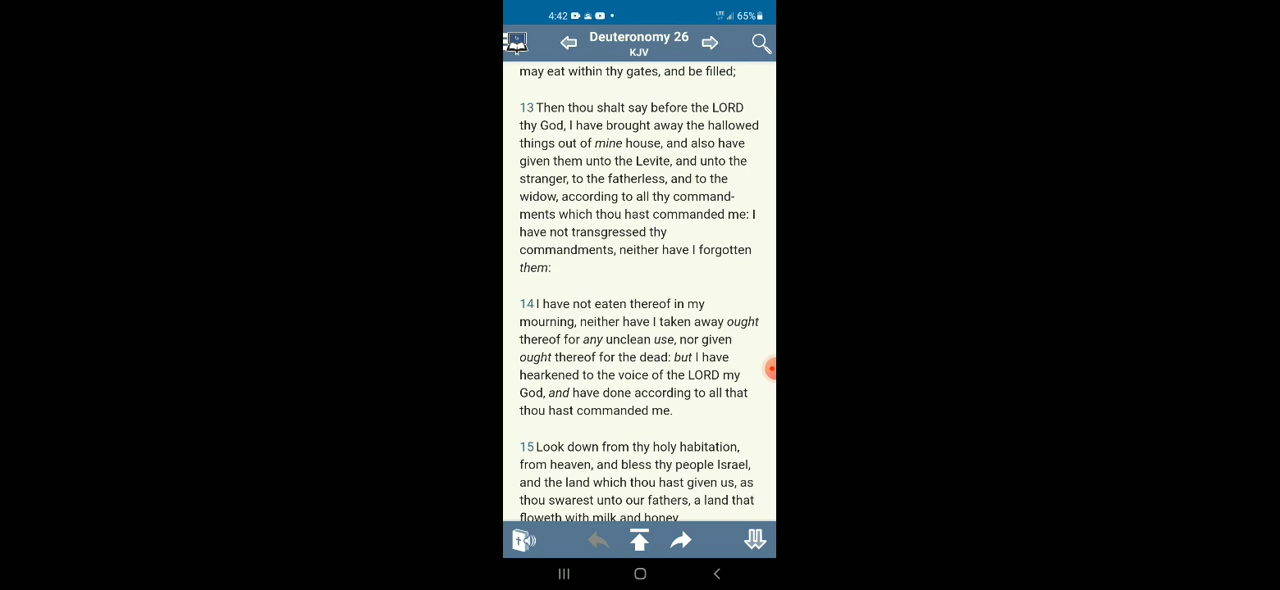 4:42
LTE 65%
Deuteronomy 26
KJV
may eat within thy gates, and be filled;
13 Then thou shalt say before the LORD
thy God, I have brought away the hallowed
things out of mine house, and also have
given them unto the Levite, and unto the
stranger, to the fatherless, and to the
widow, according to all thy command-
ments which thou hast commanded me: I
have not transgressed thy
commandments, neither have I forgotten
them:
14 I have not eaten thereof in my
mourning, neither have I taken away ought
thereof for any unclean use, nor given
ought thereof for the dead: but I have
hearkened to the voice of the LORD my
God, and have done according to all that
thou hast commanded me.
15 Look down from thy holy habitation,
from heaven, and bless thy people Israel,
and the land which thou hast given us, as
thou swarest unto our fathers, a land that
floweth with milk and honey